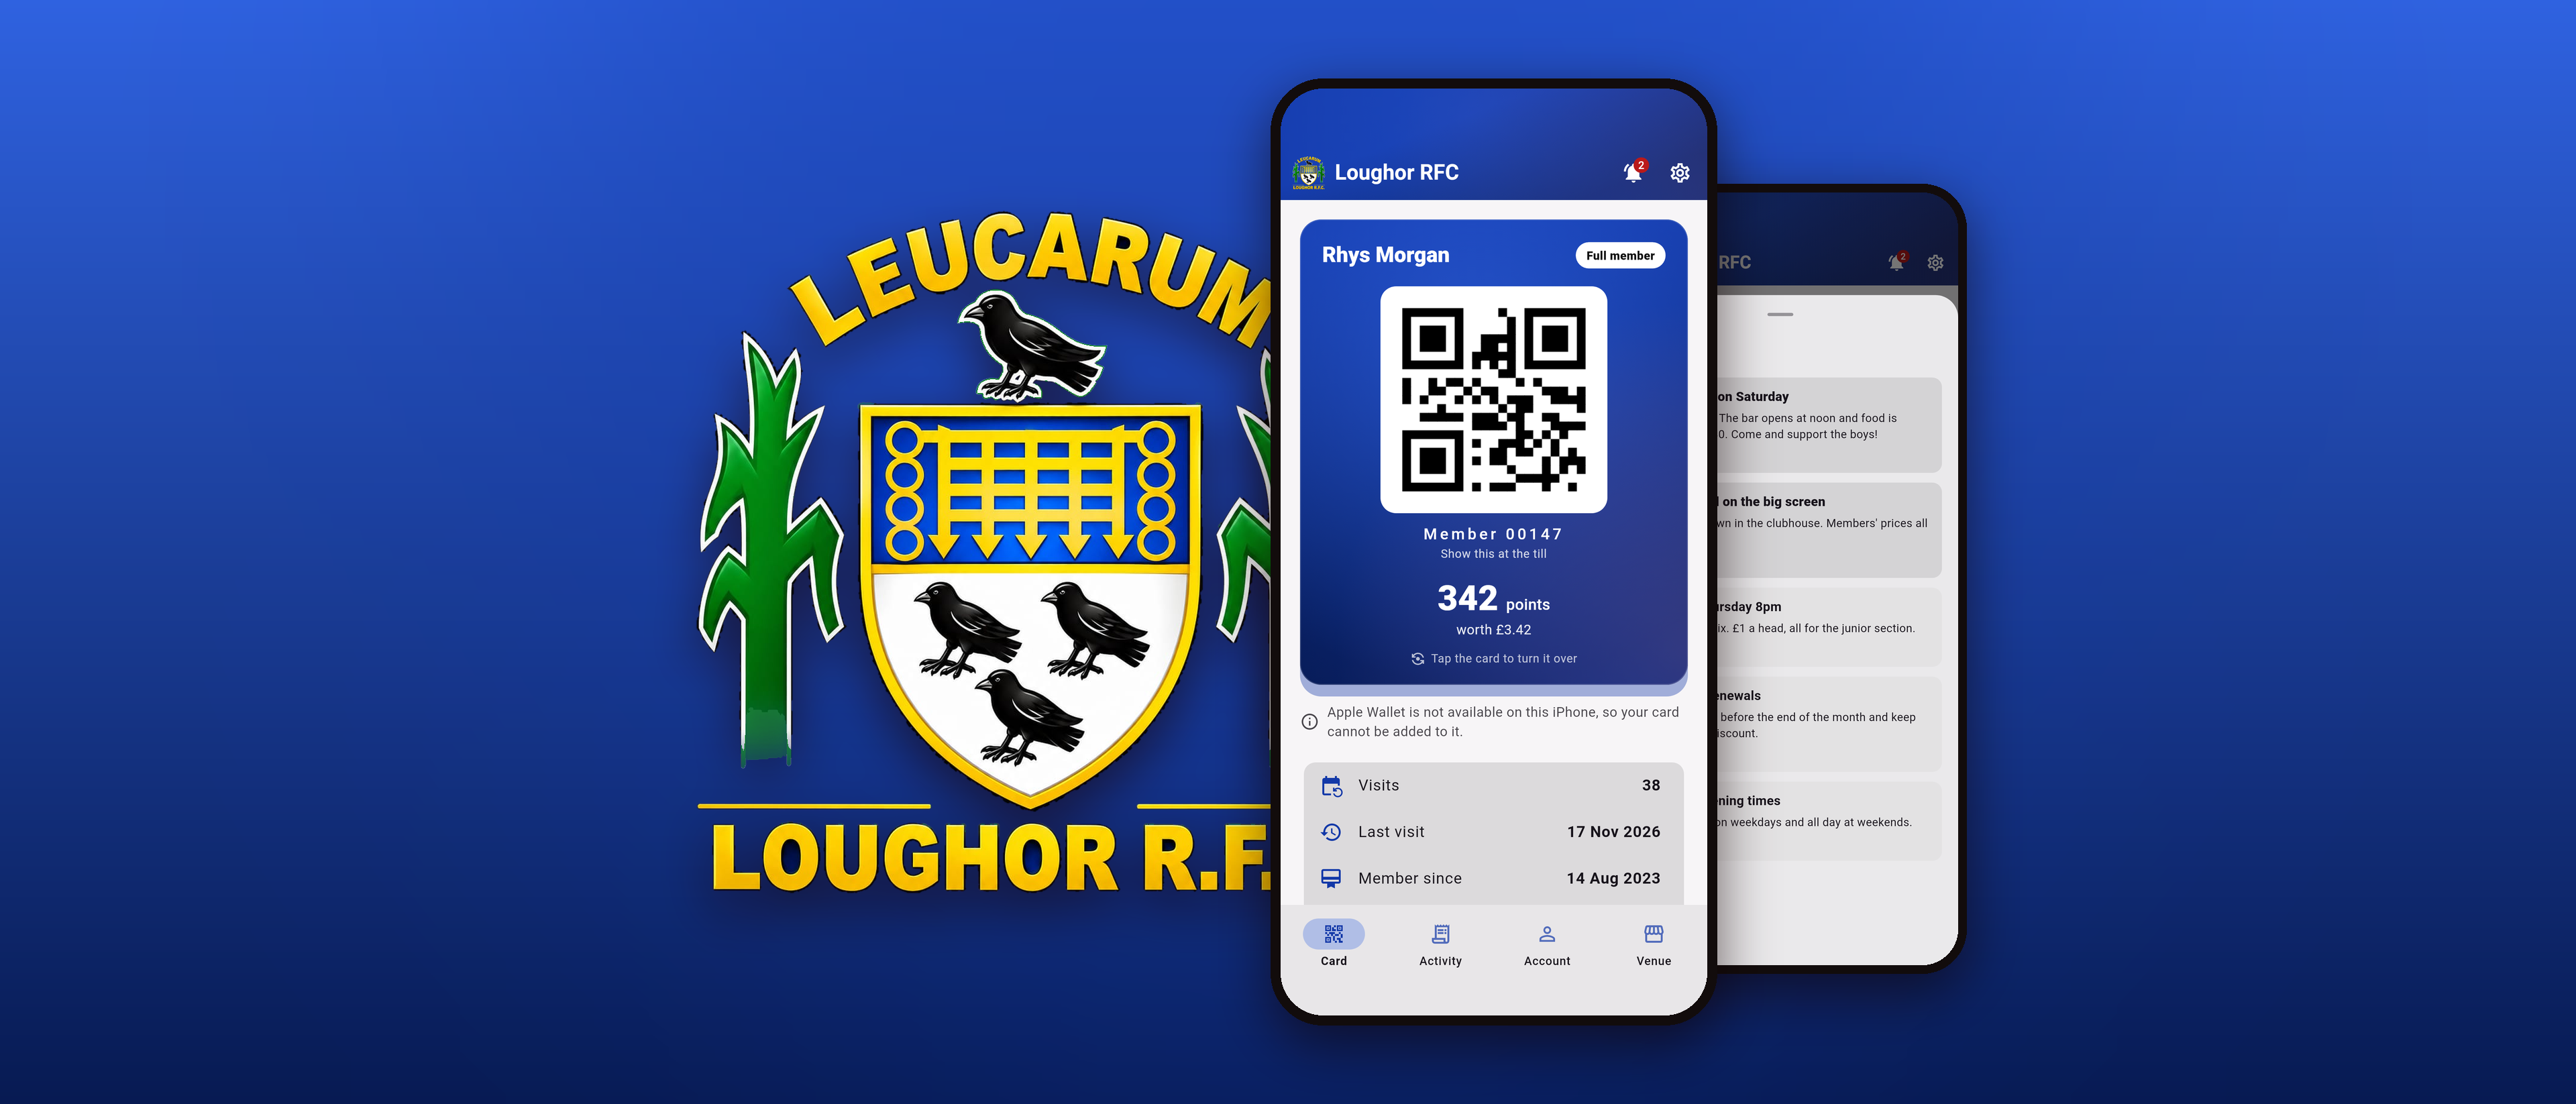 LEUCARUM
LOUGHOR R.F.
Loughor RFC
2
Rhys Morgan
Full member
Member 00147
Show this at the till
342 points
worth £3.42
Tap the card to turn it over
Apple Wallet is not available on this iPhone, so your card
cannot be added to it.
Visits 38
Last visit 17 Nov 2026
Member since 14 Aug 2023
Card Activity Account Venue
RFC
2
on Saturday
The bar opens at noon and food is
0. Come and support the boys!
on the big screen
wn in the clubhouse. Members' prices all
ursday 8pm
ix. £1 a head, all for the junior section.
enewals
before the end of the month and keep
iscount.
ening times
on weekdays and all day at weekends.